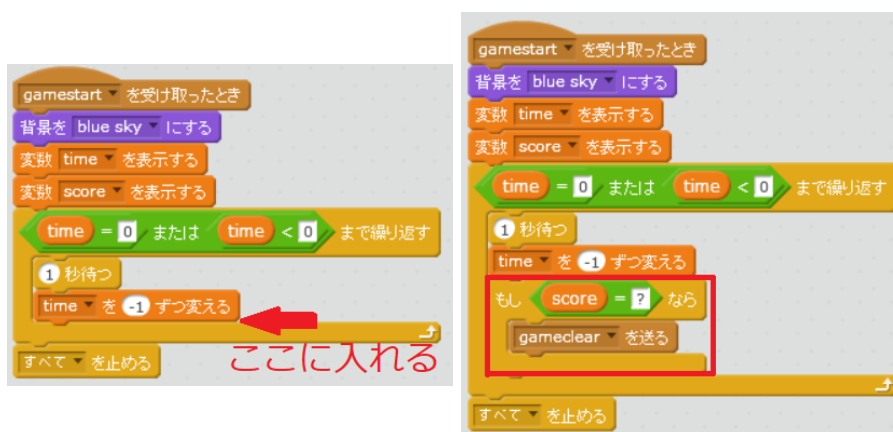 gamestart を受け取ったとき
背景を blue sky にする
変数 time を表示する
変数 score を表示する
time = 0 または time < 0 まで繰り返す
1 秒待つ
time を -1 ずつ変える
ここに入れる
すべて を止める
gamestart を受け取ったとき
背景を blue sky にする
変数 time を表示する
変数 score を表示する
time = 0 または time < 0 まで繰り返す
1 秒待つ
time を -1 ずつ変える
もし score = ? なら
gameclear を送る
すべて を止める